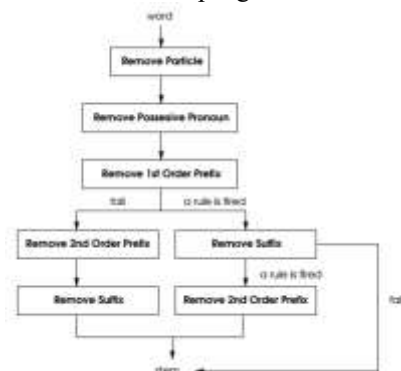 word
Remove Particle
Remove Possesive Pronoun
Remove 1st Order Prefix
fail a rule is fired
Remove 2nd Order Prefix Remove Suffix
a rule is fired
Remove Suffix Remove 2nd Order Prefix
fail
stem